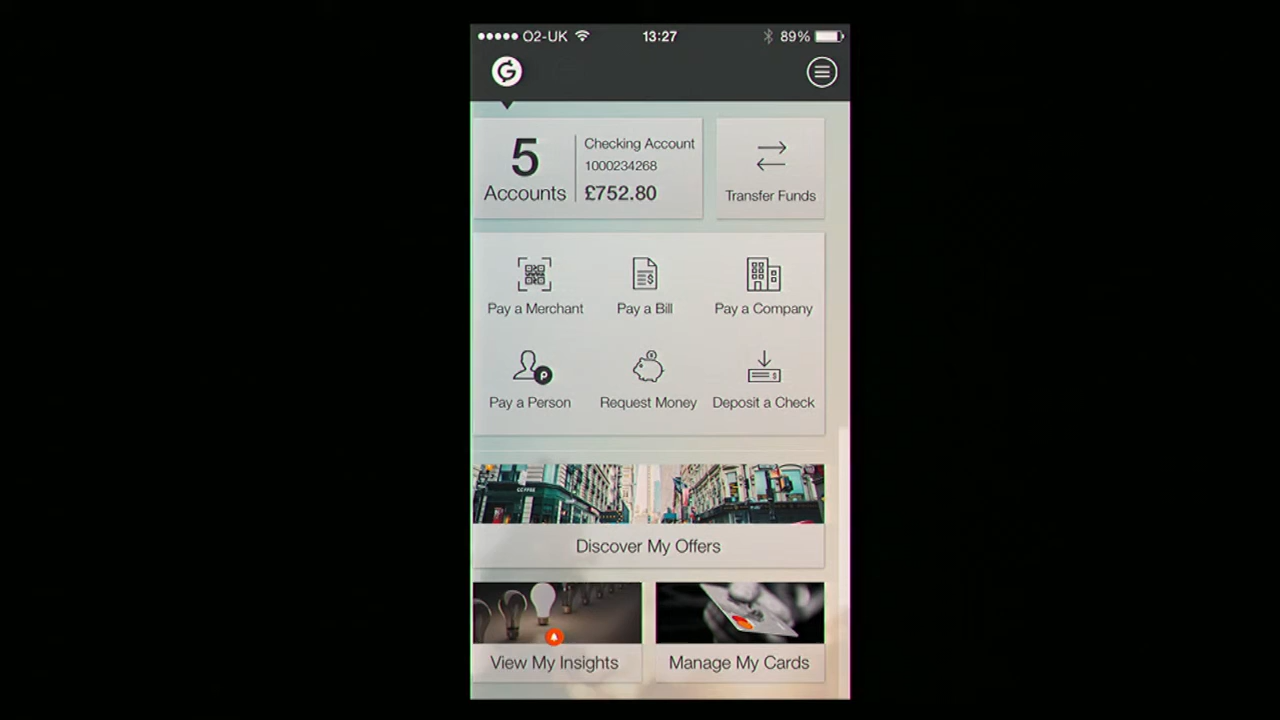 O2-UK 13:27 89%
G
5
Accounts
Checking Account
1000234268
£752.80
Transfer Funds
Pay a Merchant
Pay a Bill
Pay a Company
Pay a Person
Request Money
Deposit a Check
Discover My Offers
View My Insights
Manage My Cards